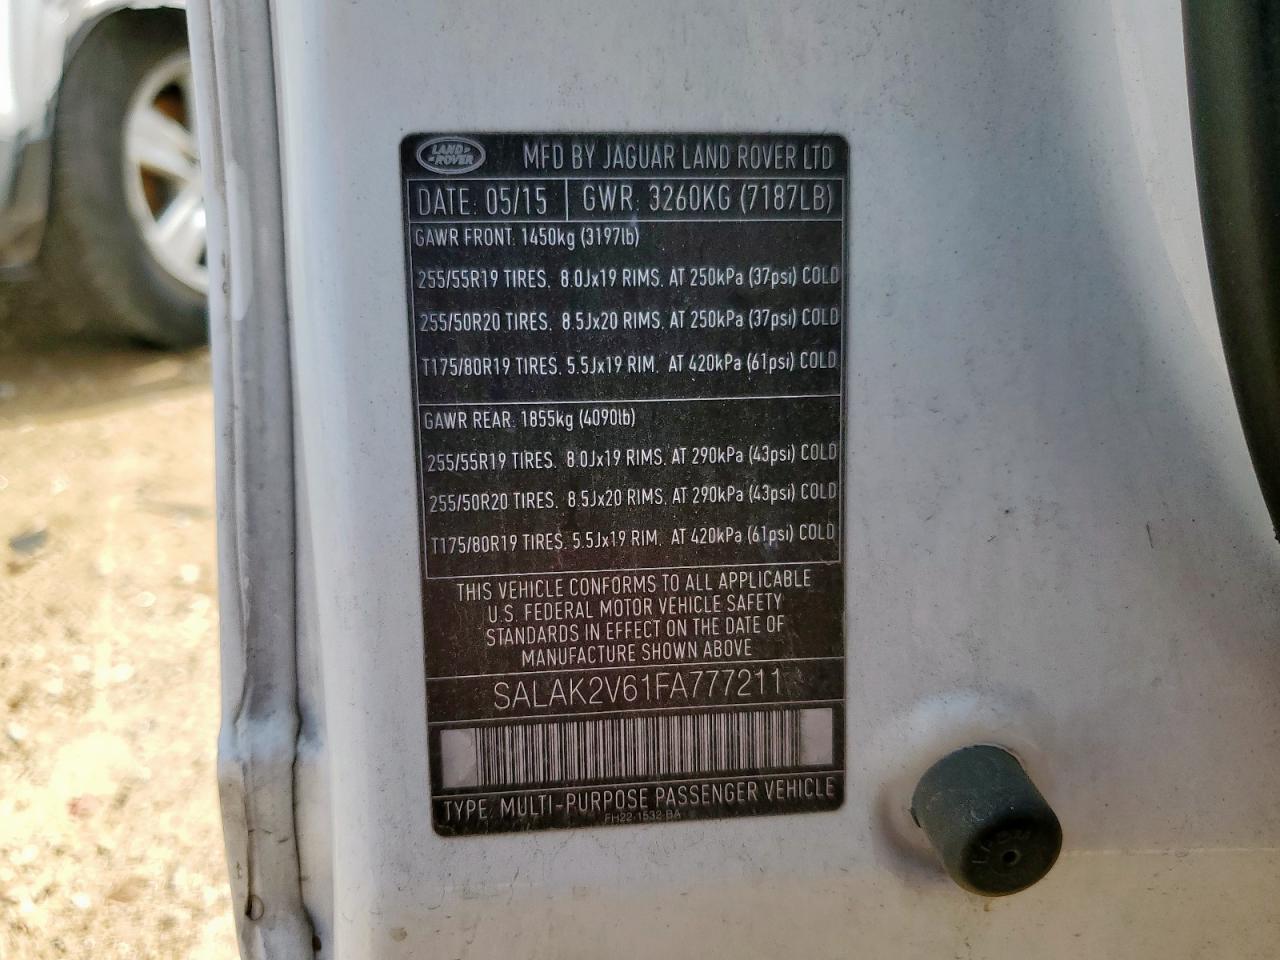 LAND ROVER
MFD BY JAGUAR LAND ROVER LTD
DATE: 05/15 GWR: 3260KG (7187LB)
GAWR FRONT: 1450kg (3197lb)
255/55R19 TIRES, 8.0Jx19 RIMS, AT 250kPa (37psi) COLD
255/50R20 TIRES, 8.5Jx20 RIMS, AT 250kPa (37psi) COLD
T175/80R19 TIRES, 5.5Jx19 RIM, AT 420kPa (61psi) COLD
GAWR REAR: 1855kg (4090lb)
255/55R19 TIRES, 8.0Jx19 RIMS, AT 290kPa (43psi) COLD
255/50R20 TIRES, 8.5Jx20 RIMS, AT 290kPa (43psi) COLD
T175/80R19 TIRES, 5.5Jx19 RIM, AT 420kPa (61psi) COLD
THIS VEHICLE CONFORMS TO ALL APPLICABLE
U.S. FEDERAL MOTOR VEHICLE SAFETY
STANDARDS IN EFFECT ON THE DATE OF
MANUFACTURE SHOWN ABOVE
SALAK2V61FA777211
TYPE: MULTI-PURPOSE PASSENGER VEHICLE
FH22-1532-BA